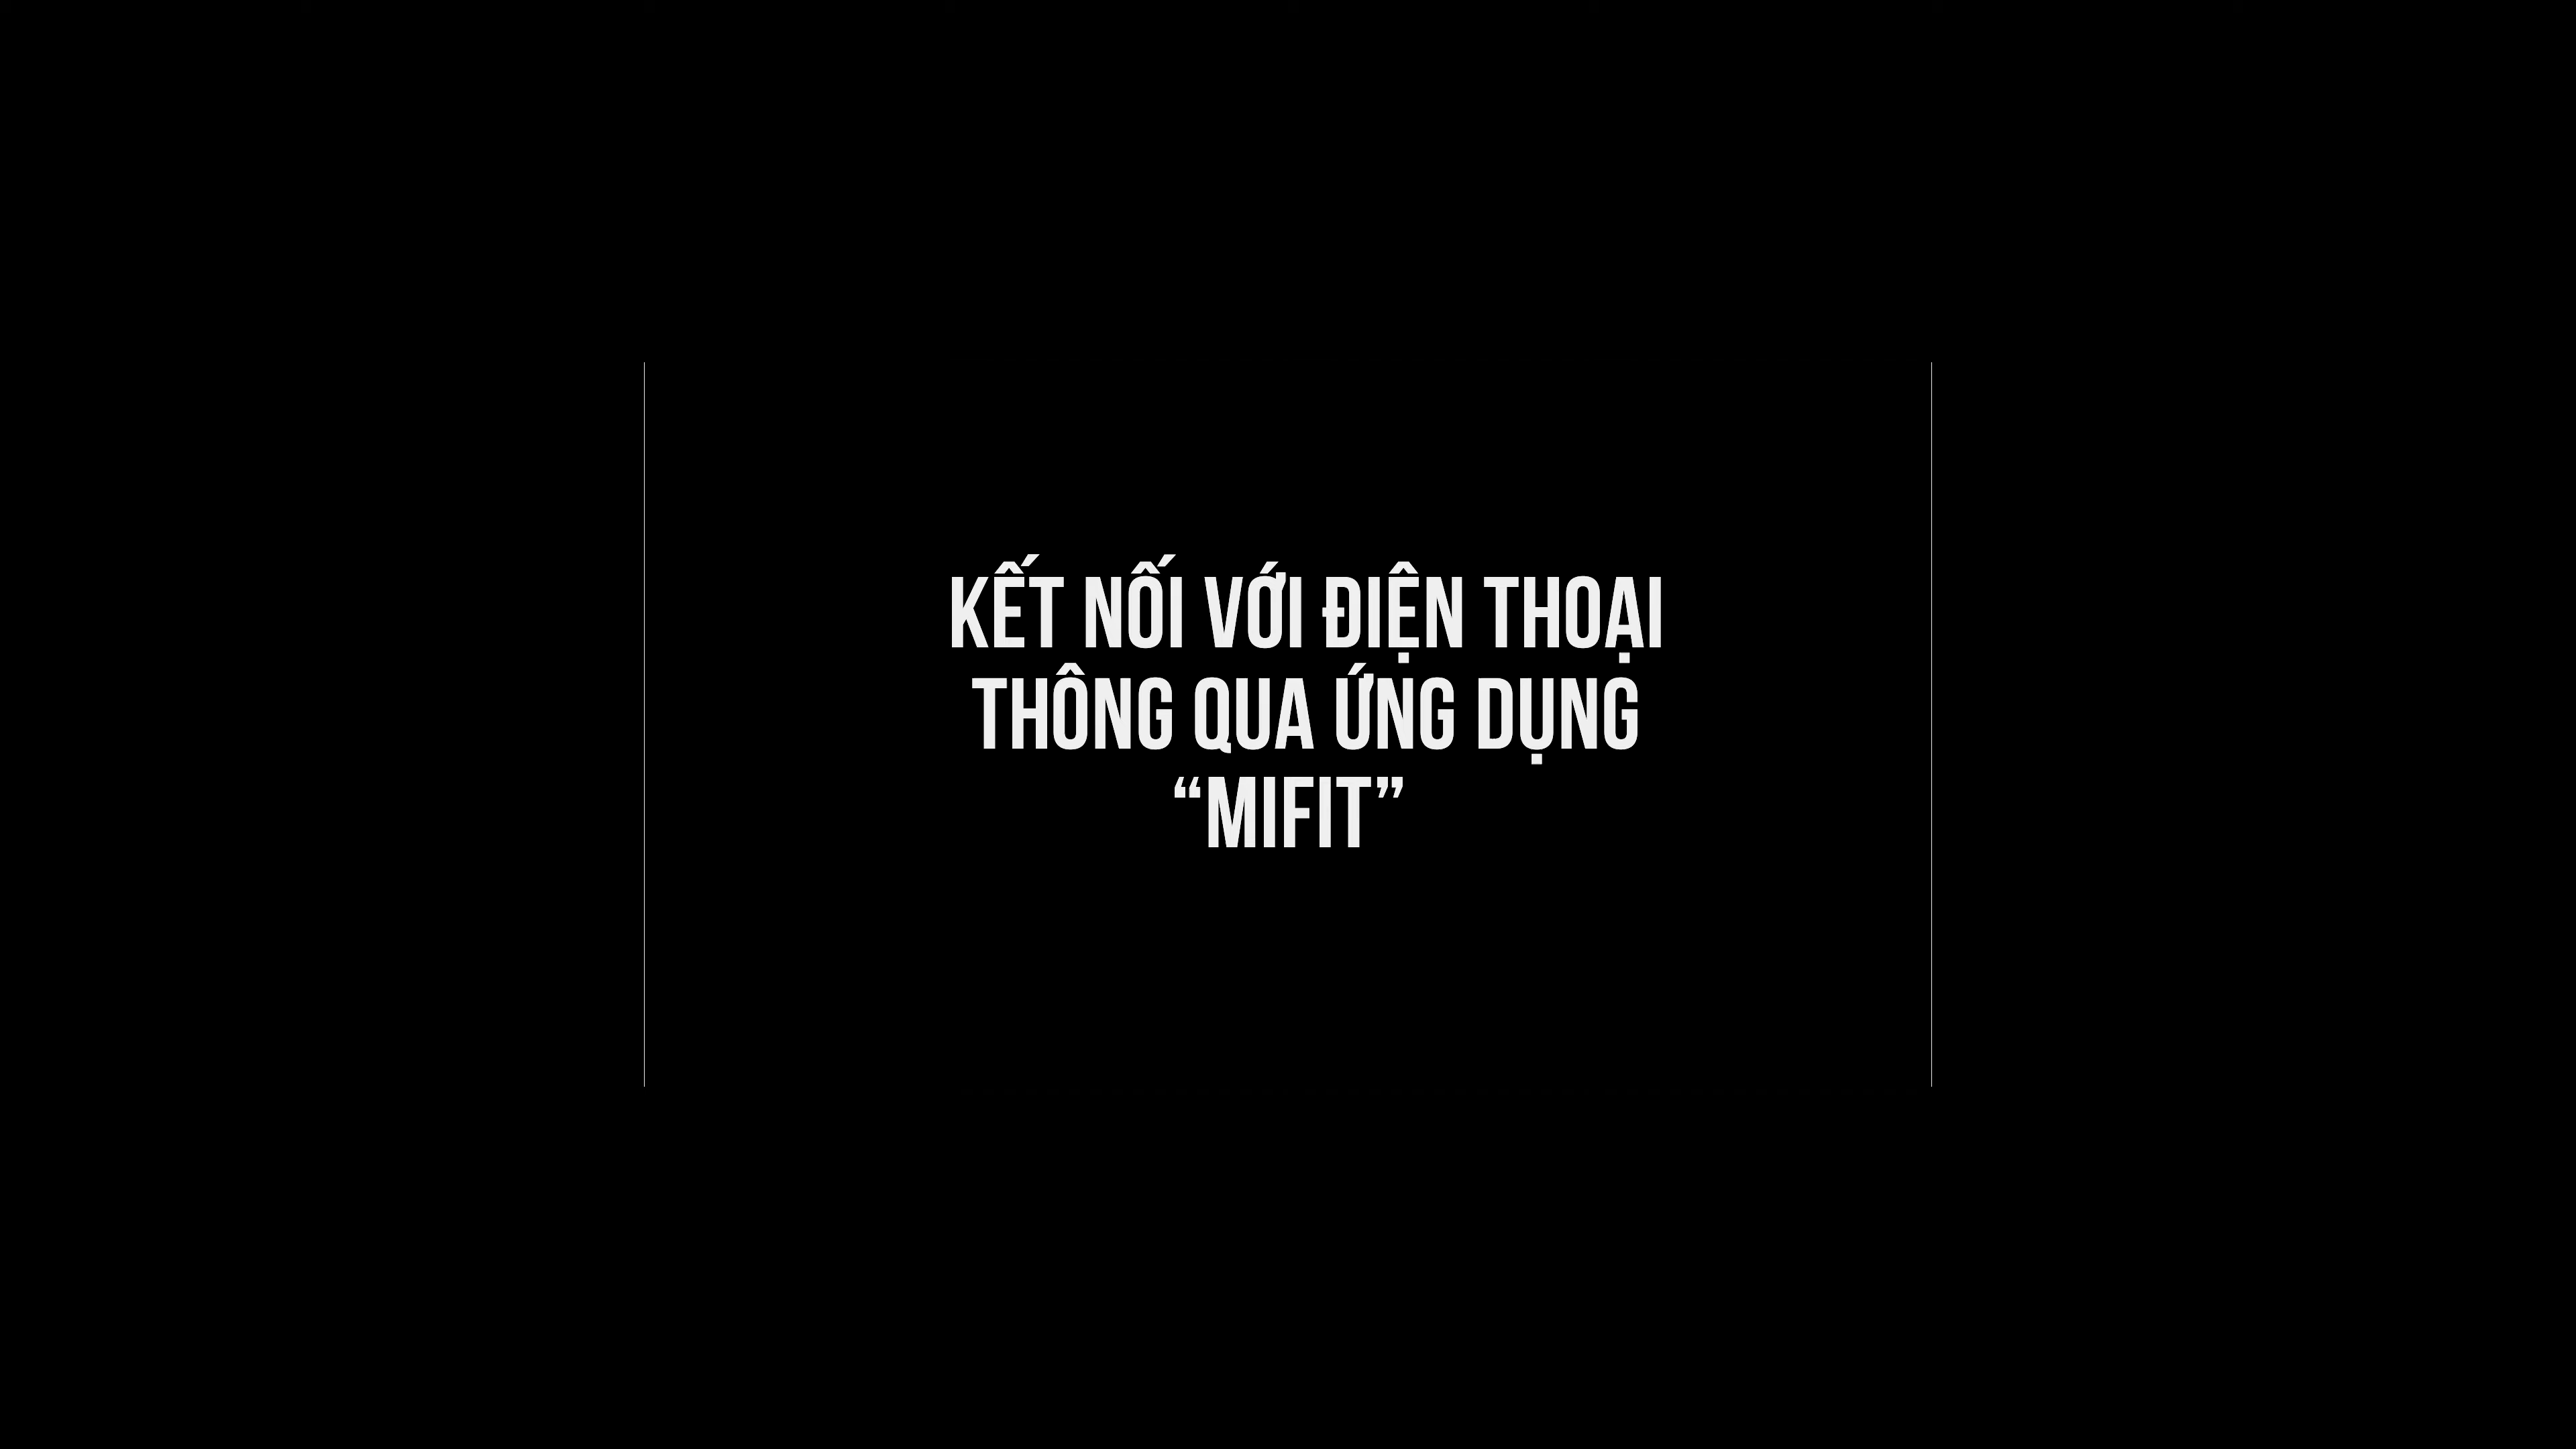 KẾT NỐI VỚI ĐIỆN THOẠI
THÔNG QUA ỨNG DỤNG
“MIFIT”